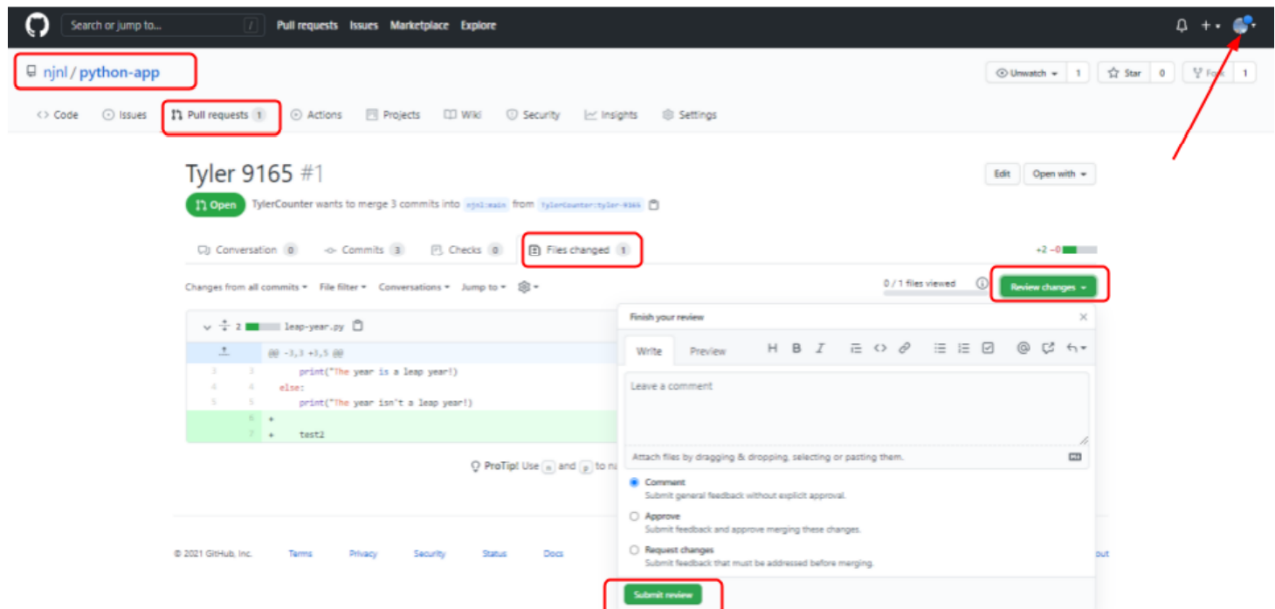 Search or jump to... / Pull requests Issues Marketplace Explore
njnl / python-app
Unwatch 1 Star 0 Fork 1
Code Issues Pull requests 1 Actions Projects Wiki Security Insights Settings
Tyler 9165 #1
Edit Open with
Open TylerCounter wants to merge 3 commits into njnl:main from TylerCounter:tyler-9165
Conversation 0 Commits 3 Checks 0 Files changed 1
+2 −0
Changes from all commits File filter Conversations Jump to
0 / 1 files viewed Review changes
2 leap-year.py
@@ -3,3 +3,5 @@
3 3 print("The year is a leap year!)
4 4 else:
5 5 print("The year isn't a leap year!)
6 +
7 + test2
ProTip! Use n and p to
Finish your review
Write Preview H B I
Leave a comment
Attach files by dragging & dropping, selecting or pasting them.
Comment
Submit general feedback without explicit approval.
Approve
Submit feedback and approve merging these changes.
Request changes
Submit feedback that must be addressed before merging.
Submit review
© 2021 GitHub, Inc. Terms Privacy Security Status Docs